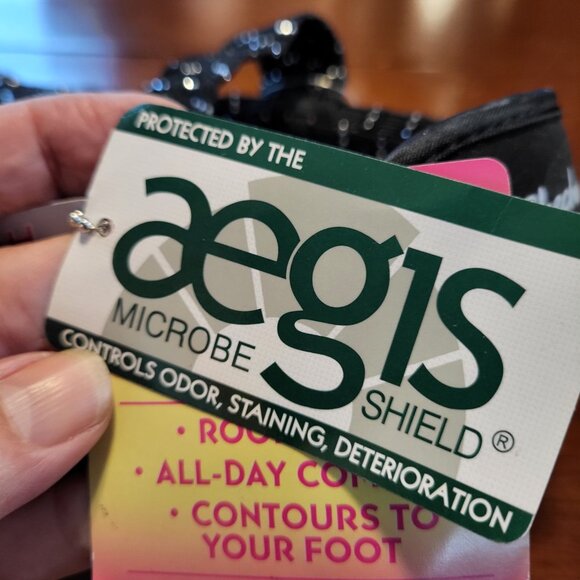 PROTECTED BY THE
aegis
MICROBE
SHIELD ®
CONTROLS ODOR, STAINING, DETERIORATION
• ALL-DAY
• CONTOURS TO
YOUR FOOT